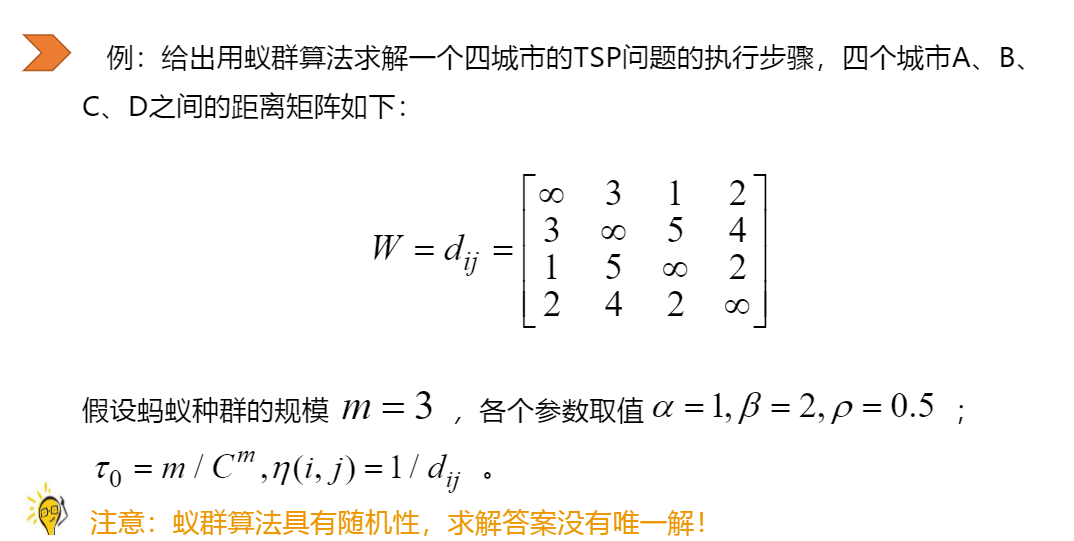 例：给出用蚁群算法求解一个四城市的TSP问题的执行步骤，四个城市A、B、
C、D之间的距离矩阵如下：
W = dij = [∞ 3 1 2
3 ∞ 5 4
1 5 ∞ 2
2 4 2 ∞]
假设蚂蚁种群的规模 m = 3 ，各个参数取值 α = 1, β = 2, ρ = 0.5 ；
τ0 = m / C^m, η(i, j) = 1 / dij 。
注意：蚁群算法具有随机性，求解答案没有唯一解！